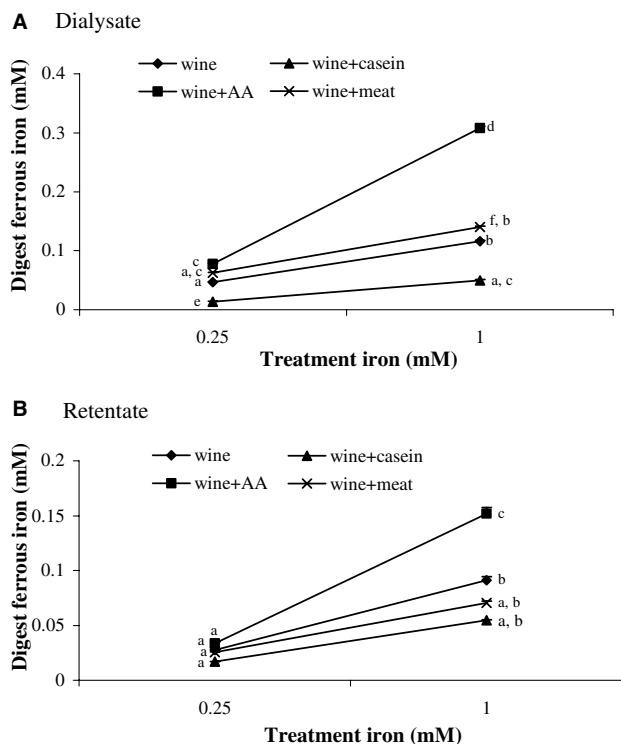 A Dialysate
wine wine+casein
wine+AA wine+meat
Digest ferrous iron (mM)
0.4
0.3
0.2
0.1
0
c
a, c
a
e
d
f, b
b
a, c
0.25 1
Treatment iron (mM)
B Retentate
wine wine+casein
wine+AA wine+meat
Digest ferrous iron (mM)
0.2
0.15
0.1
0.05
0
a
a
a
a
c
b
a, b
a, b
0.25 1
Treatment iron (mM)